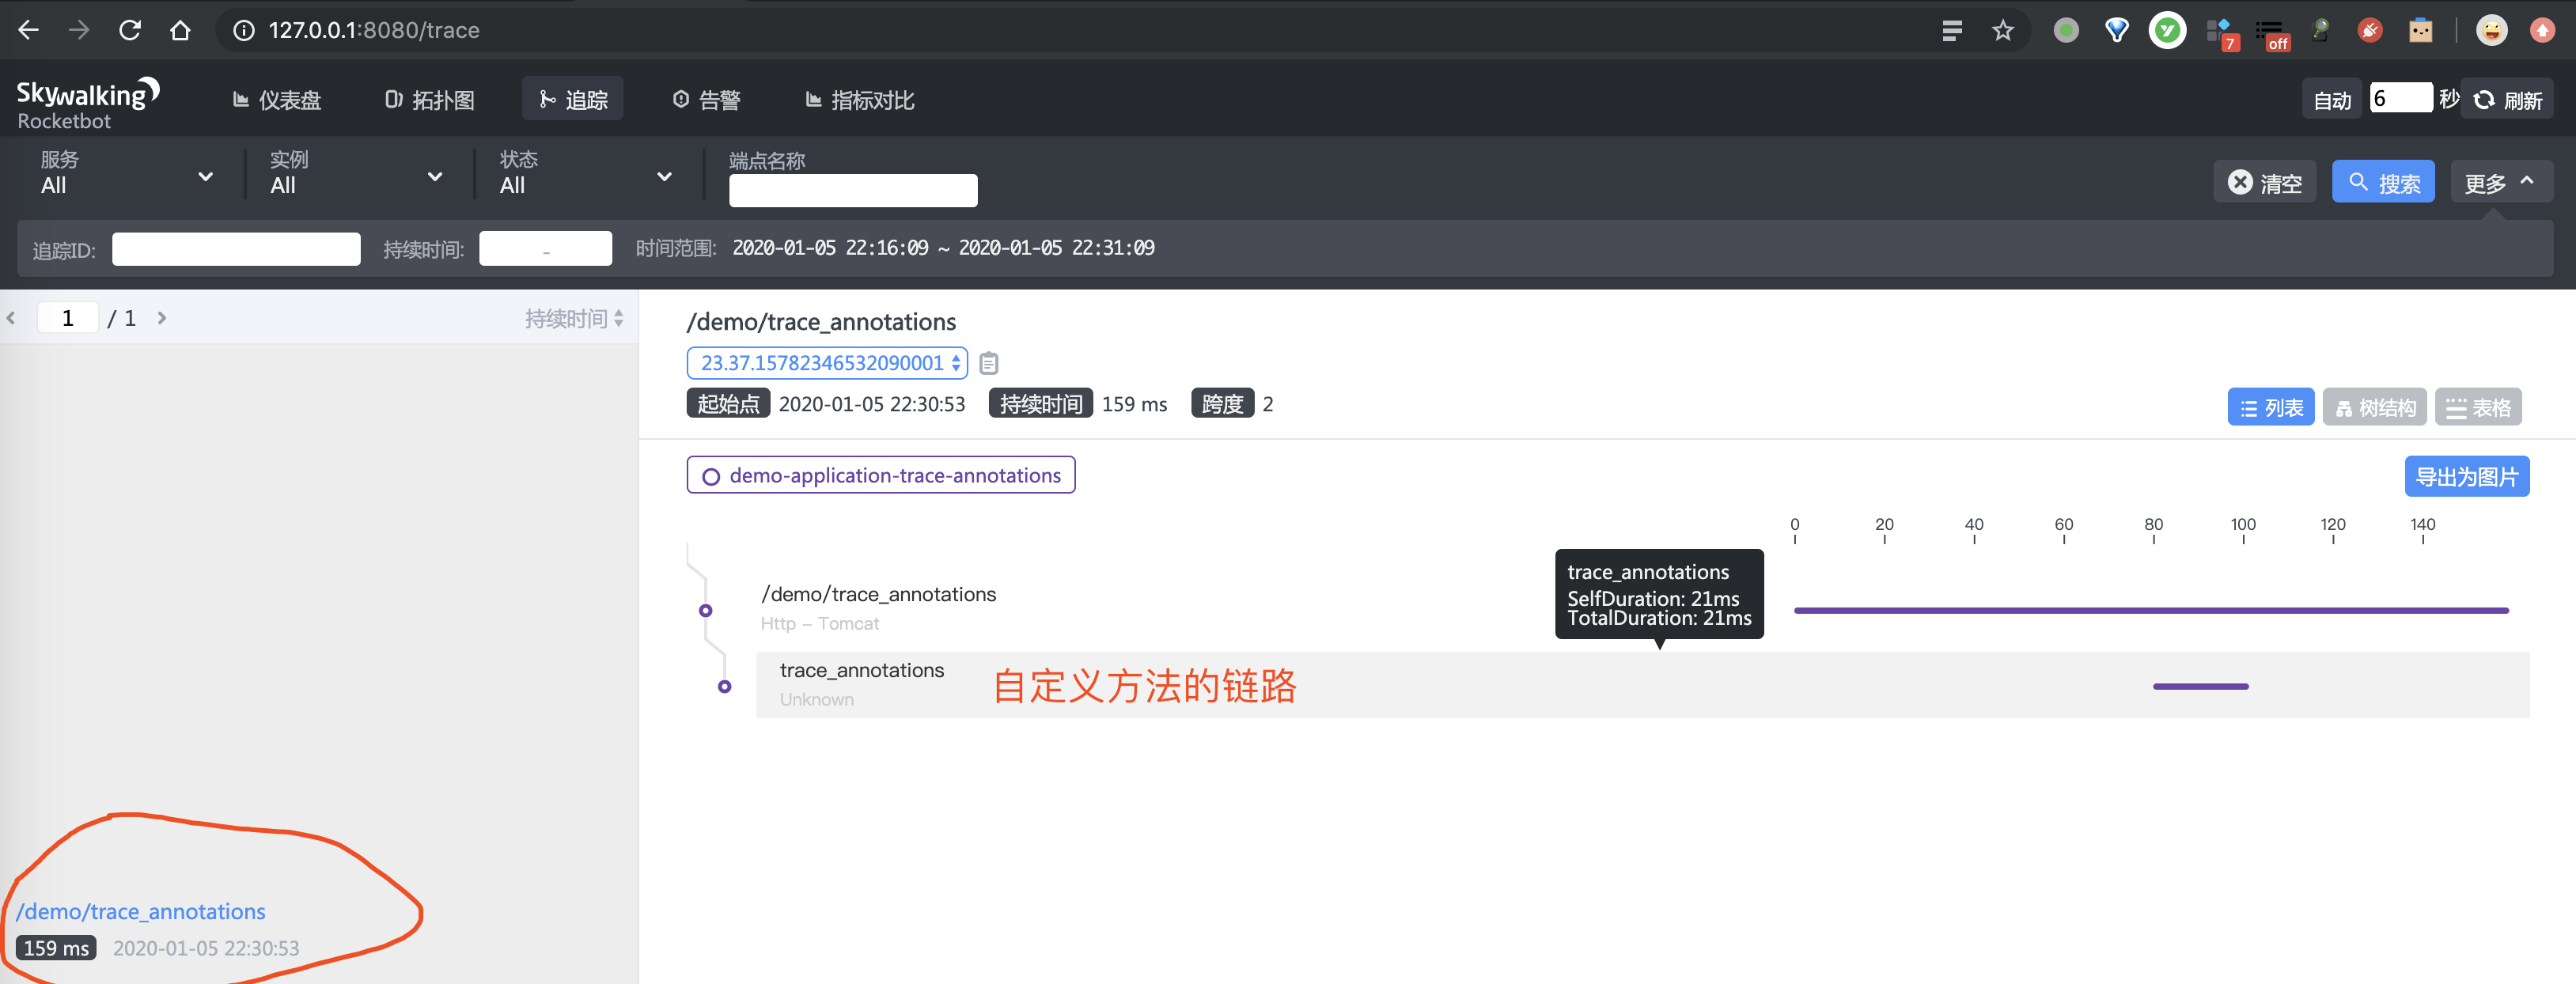 127.0.0.1:8080/trace
7
off
Skywalking
Rocketbot
仪表盘
拓扑图
追踪
告警
指标对比
自动 6 秒 刷新
服务
All
实例
All
状态
All
端点名称
清空
搜索
更多
追踪ID:
持续时间: -
时间范围: 2020-01-05 22:16:09 ~ 2020-01-05 22:31:09
1 / 1
持续时间
/demo/trace_annotations
159 ms 2020-01-05 22:30:53
/demo/trace_annotations
23.37.15782346532090001
起始点 2020-01-05 22:30:53 持续时间 159 ms 跨度 2
列表 树结构 表格
demo-application-trace-annotations
导出为图片
0 20 40 60 80 100 120 140
/demo/trace_annotations
Http – Tomcat
trace_annotations
SelfDuration: 21ms
TotalDuration: 21ms
trace_annotations
Unknown
自定义方法的链路